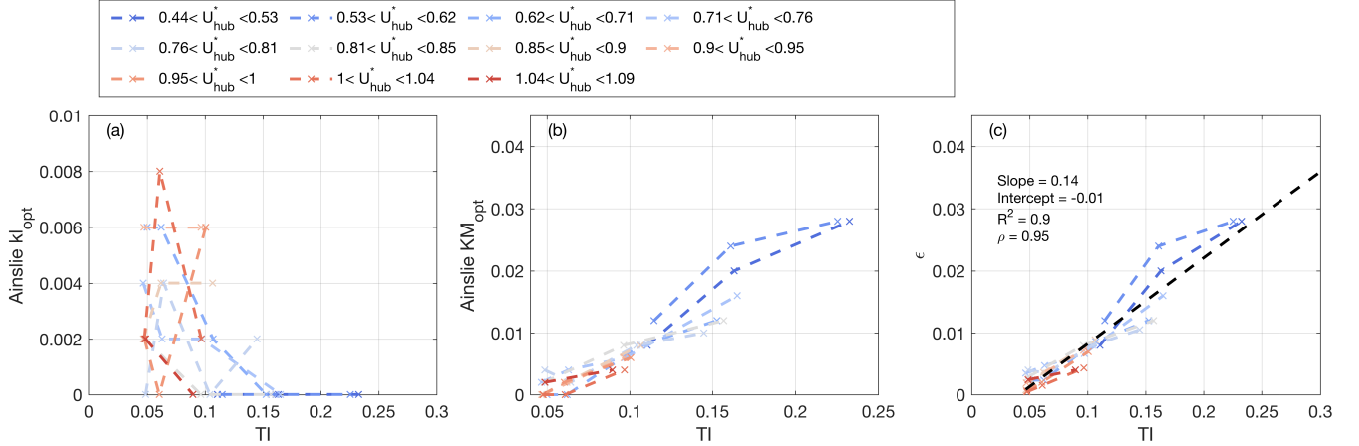 0.44< U*hub <0.53 0.53< U*hub <0.62 0.62< U*hub <0.71 0.71< U*hub <0.76
0.76< U*hub <0.81 0.81< U*hub <0.85 0.85< U*hub <0.9 0.9< U*hub <0.95
0.95< U*hub <1 1< U*hub <1.04 1.04< U*hub <1.09
(a)
Ainslie kl_opt
0.01
0.008
0.006
0.004
0.002
0
0 0.05 0.1 0.15 0.2 0.25 0.3
TI
(b)
Ainslie KM_opt
0.04
0.03
0.02
0.01
0
0.05 0.1 0.15 0.2 0.25
TI
(c)
Slope = 0.14
Intercept = -0.01
R² = 0.9
ρ = 0.95
ϵ
0.04
0.03
0.02
0.01
0
0 0.05 0.1 0.15 0.2 0.25 0.3
TI